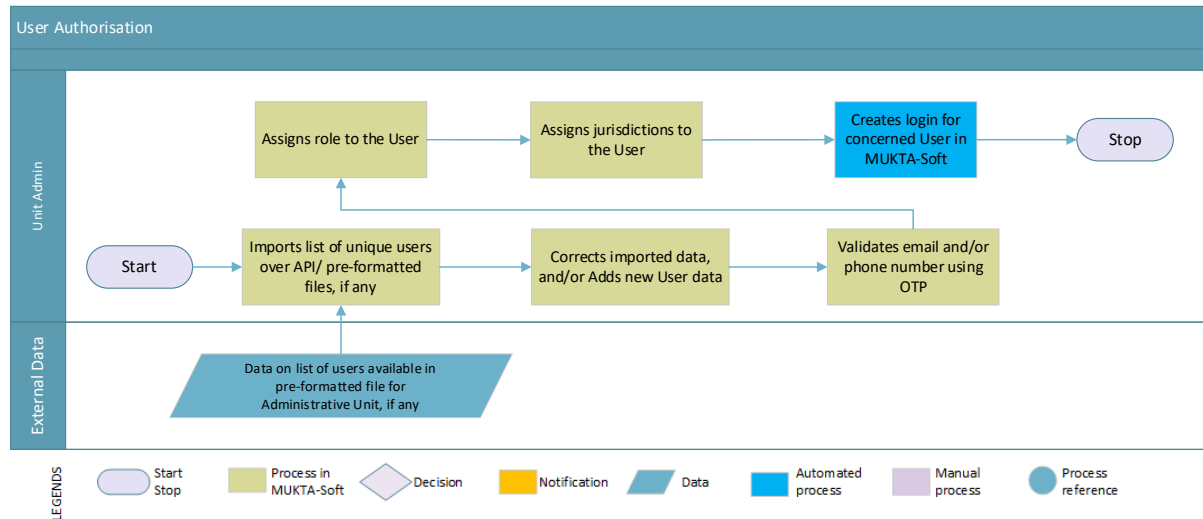 User Authorisation
Unit Admin
Assigns role to the User
Assigns jurisdictions to
the User
Creates login for
concerned User in
MUKTA-Soft
Stop
Start
Imports list of unique users
over API/ pre-formatted
files, if any
Corrects imported data,
and/or Adds new User data
Validates email and/or
phone number using
OTP
External Data
Data on list of users available in
pre-formatted file for
Administrative Unit, if any
LEGENDS
Start
Stop
Process in
MUKTA-Soft
Decision
Notification
Data
Automated
process
Manual
process
Process
reference